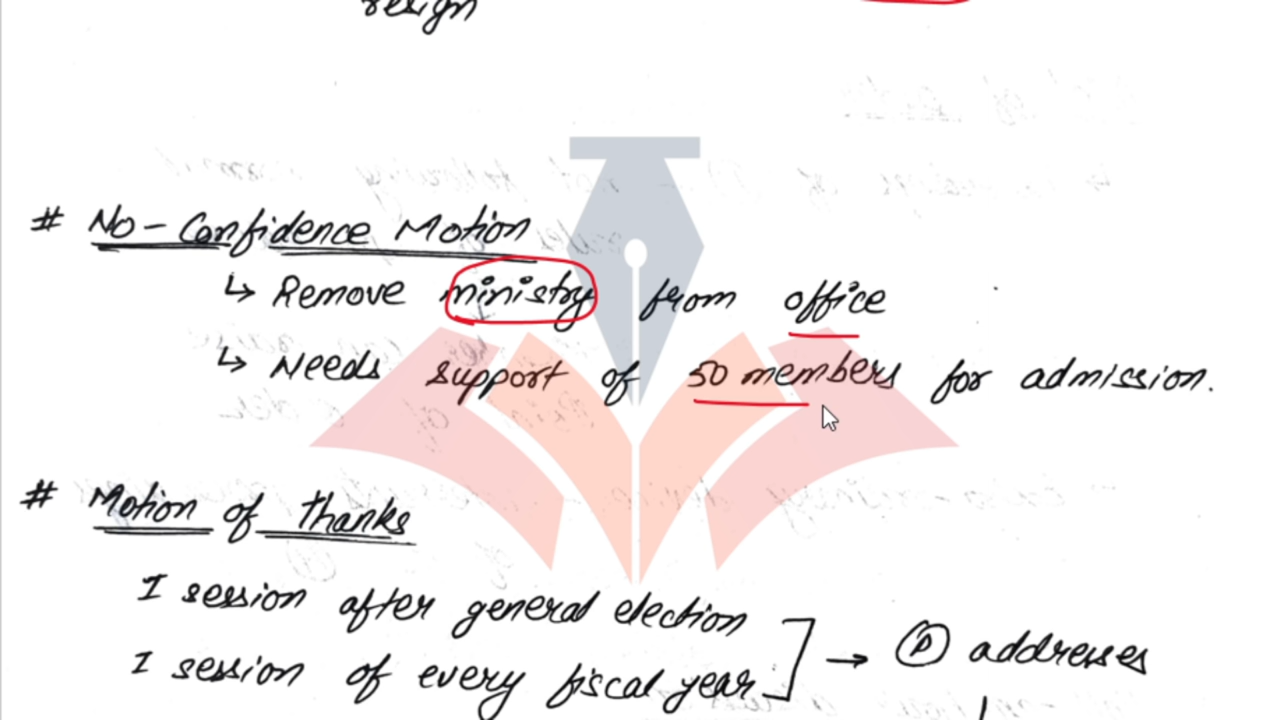 resign
# No-Confidence Motion
↳ Remove ministry from office
↳ Needs support of 50 members for admission.
# Motion of Thanks
I session after general election
I session of every fiscal year ] → (P) addresses